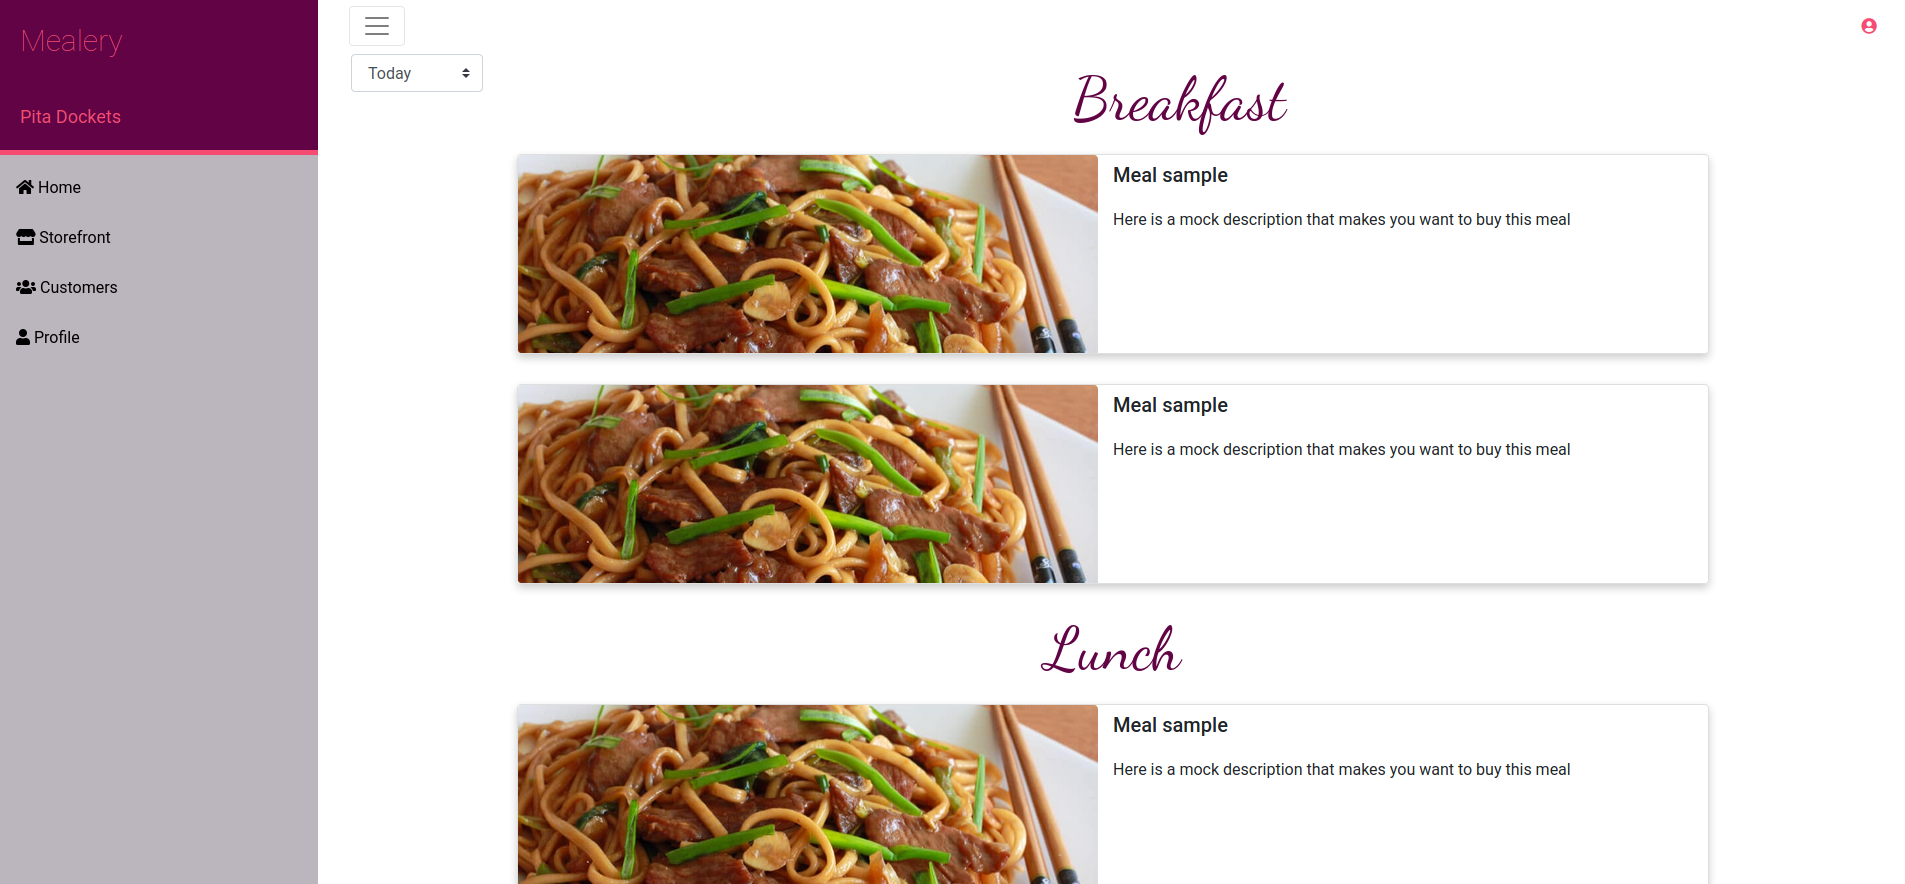 Mealery
Pita Dockets
Home
Storefront
Customers
Profile
Today
Breakfast
Meal sample
Here is a mock description that makes you want to buy this meal
Meal sample
Here is a mock description that makes you want to buy this meal
Lunch
Meal sample
Here is a mock description that makes you want to buy this meal